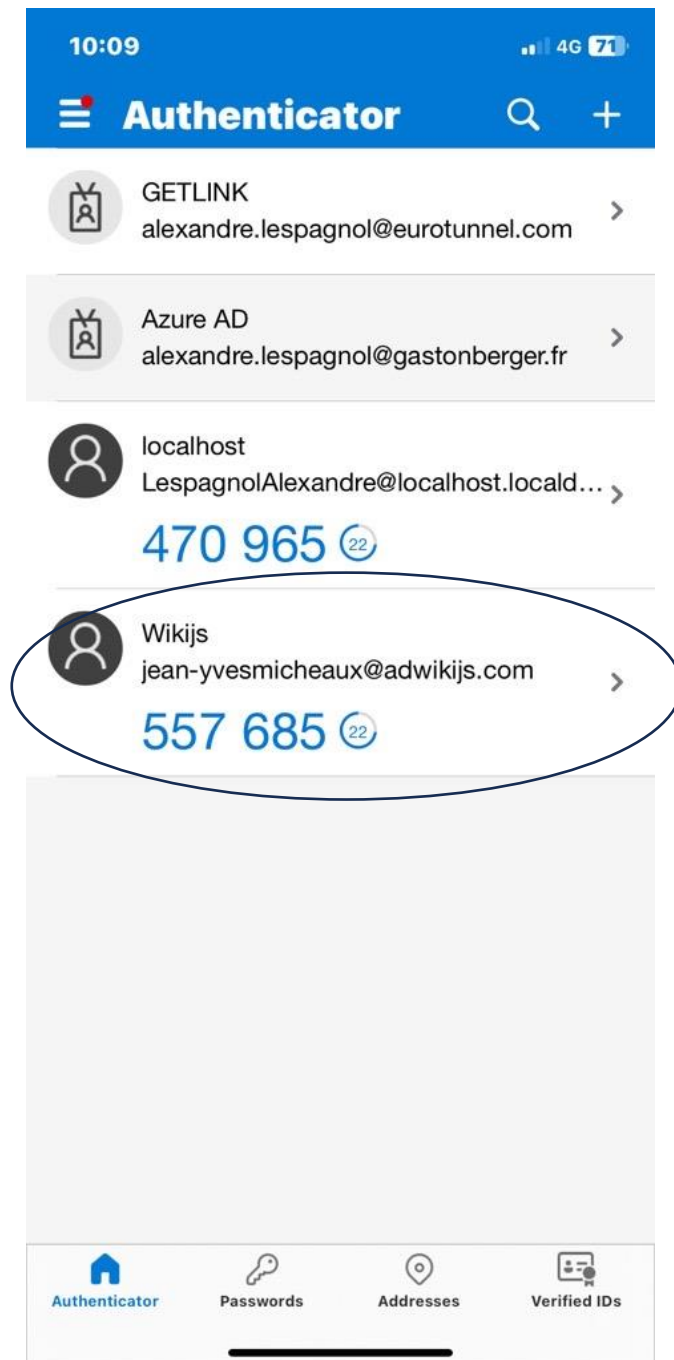 10:09 4G 71
Authenticator
GETLINK
alexandre.lespagnol@eurotunnel.com
Azure AD
alexandre.lespagnol@gastonberger.fr
localhost
LespagnolAlexandre@localhost.locald...
470 965 22
Wikijs
jean-yvesmicheaux@adwikijs.com
557 685 22
Authenticator Passwords Addresses Verified IDs